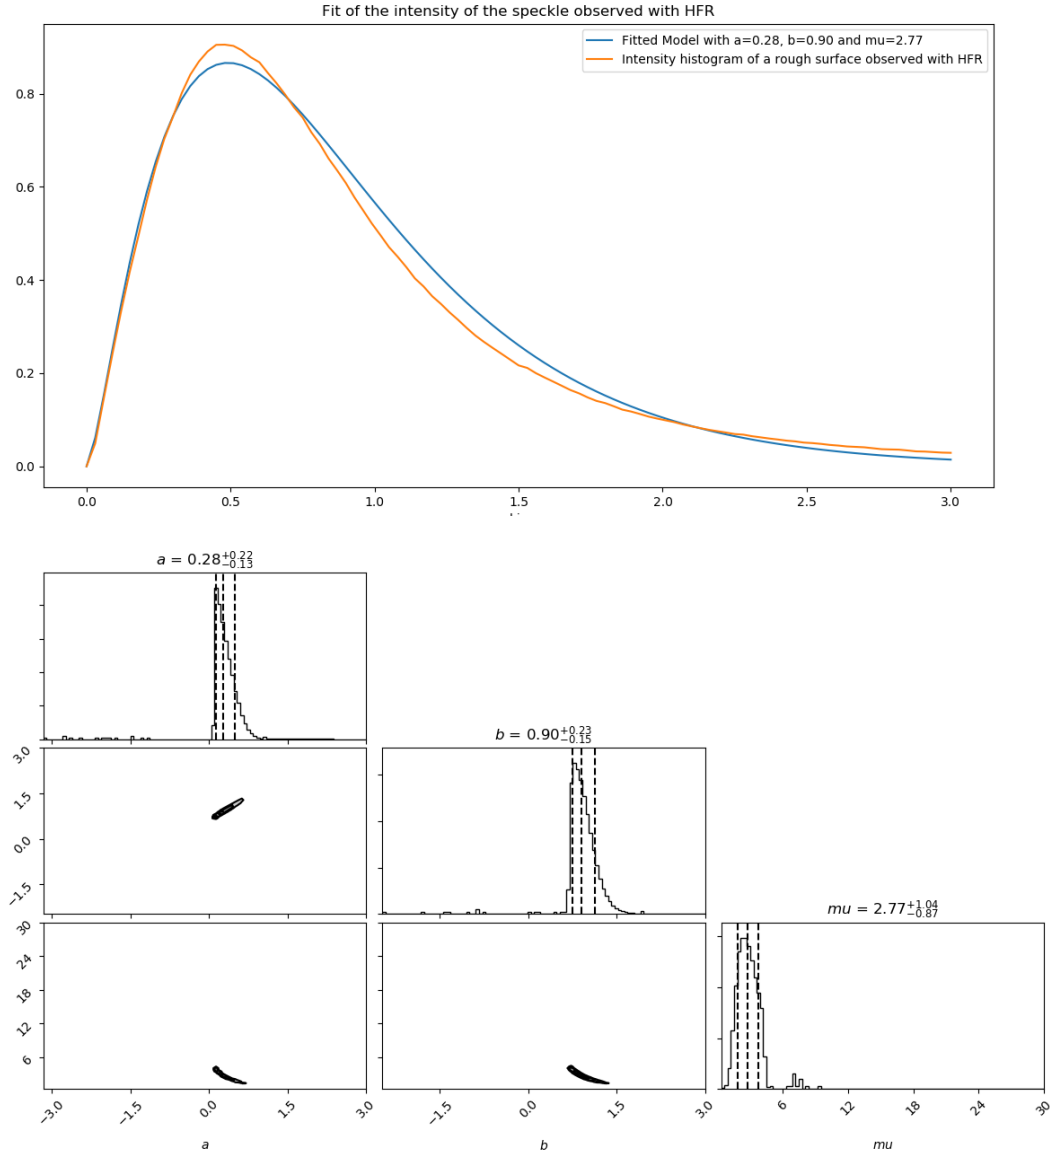 Fit of the intensity of the speckle observed with HFR
Fitted Model with a=0.28, b=0.90 and mu=2.77
Intensity histogram of a rough surface observed with HFR
0.8
0.6
0.4
0.2
0.0
0.0 0.5 1.0 1.5 2.0 2.5 3.0
a = 0.28+0.22−0.13
b = 0.90+0.23−0.15
3.0
1.5
0.0
−1.5
mu = 2.77+1.04−0.87
30
24
18
12
6
−3.0 −1.5 0.0 1.5 3.0
0.0 1.5 3.0
6 12 18 24 30
a b mu